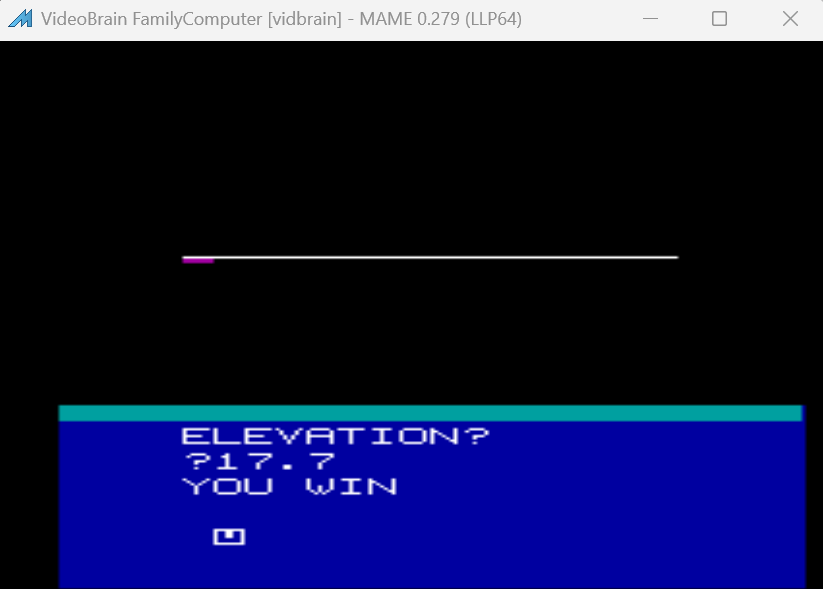 VideoBrain FamilyComputer [vidbrain] - MAME 0.279 (LLP64)
ELEVATION?
?17.7
YOU WIN